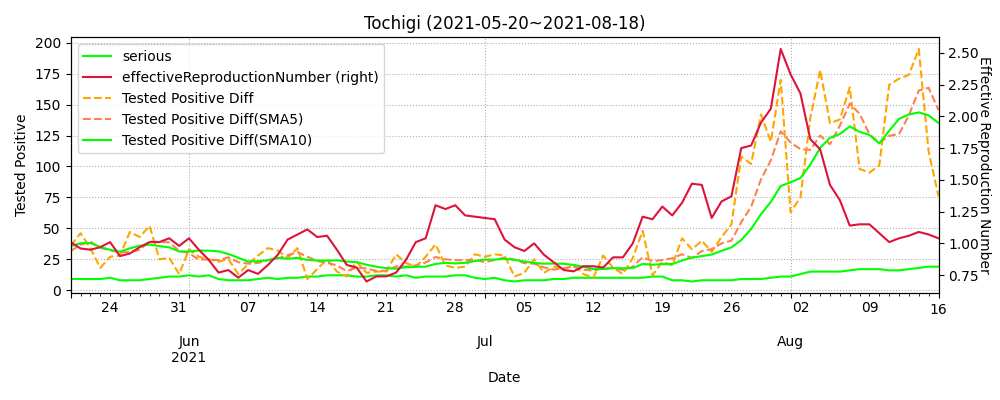 Tochigi (2021-05-20~2021-08-18)
serious
effectiveReproductionNumber (right)
Tested Positive Diff
Tested Positive Diff(SMA5)
Tested Positive Diff(SMA10)
Tested Positive
200
175
150
125
100
75
50
25
0
Effective Reproduction Number
2.50
2.25
2.00
1.75
1.50
1.25
1.00
0.75
24 31 07 14 21 28 05 12 19 26 02 09 16
Jun Jul Aug
2021
Date